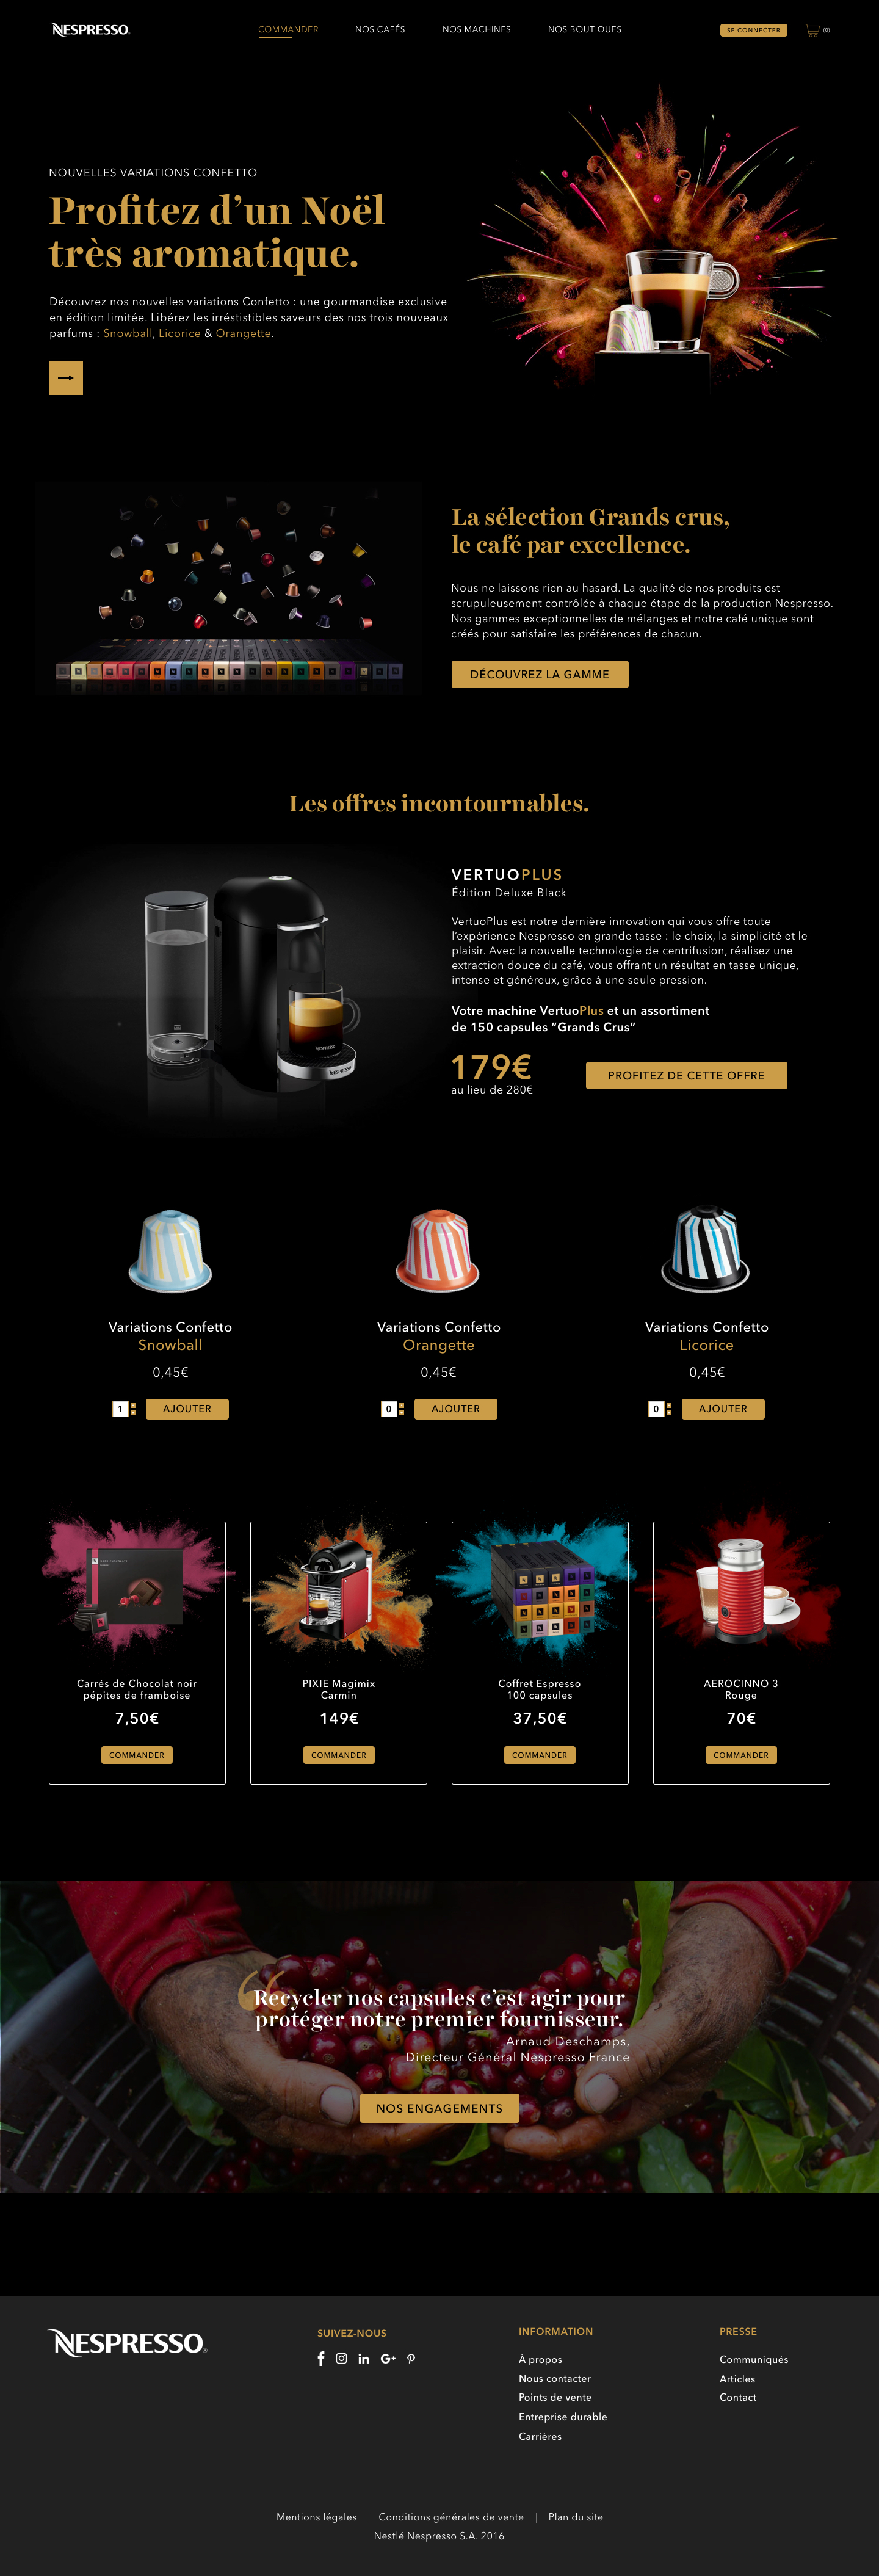 NESPRESSO.
COMMANDER
NOS CAFÉS
NOS MACHINES
NOS BOUTIQUES
SE CONNECTER
(0)
NOUVELLES VARIATIONS CONFETTO
Profitez d’un Noël
très aromatique.
Découvrez nos nouvelles variations Confetto : une gourmandise exclusive
en édition limitée. Libérez les irréstistibles saveurs des nos trois nouveaux
parfums : Snowball, Licorice & Orangette.
La sélection Grands crus,
le café par excellence.
Nous ne laissons rien au hasard. La qualité de nos produits est
scrupuleusement contrôlée à chaque étape de la production Nespresso.
Nos gammes exceptionnelles de mélanges et notre café unique sont
créés pour satisfaire les préférences de chacun.
DÉCOUVREZ LA GAMME
Les offres incontournables.
VERTUOPLUS
Édition Deluxe Black
VertuoPlus est notre dernière innovation qui vous offre toute
l’expérience Nespresso en grande tasse : le choix, la simplicité et le
plaisir. Avec la nouvelle technologie de centrifusion, réalisez une
extraction douce du café, vous offrant un résultat en tasse unique,
intense et généreux, grâce à une seule pression.
Votre machine VertuoPlus et un assortiment
de 150 capsules “Grands Crus”
179€
au lieu de 280€
PROFITEZ DE CETTE OFFRE
NESPRESSO
NESPRESSO
Variations Confetto
Snowball
0,45€
1
AJOUTER
Variations Confetto
Orangette
0,45€
0
AJOUTER
Variations Confetto
Licorice
0,45€
0
AJOUTER
Carrés de Chocolat noir
pépites de framboise
7,50€
COMMANDER
PIXIE Magimix
Carmin
149€
COMMANDER
Coffret Espresso
100 capsules
37,50€
COMMANDER
AEROCINNO 3
Rouge
70€
COMMANDER
“
Recycler nos capsules c’est agir pour
protéger notre premier fournisseur.
Arnaud Deschamps,
Directeur Général Nespresso France
NOS ENGAGEMENTS
NESPRESSO®
SUIVEZ-NOUS
INFORMATION
À propos
Nous contacter
Points de vente
Entreprise durable
Carrières
PRESSE
Communiqués
Articles
Contact
Mentions légales | Conditions générales de vente | Plan du site
Nestlé Nespresso S.A. 2016